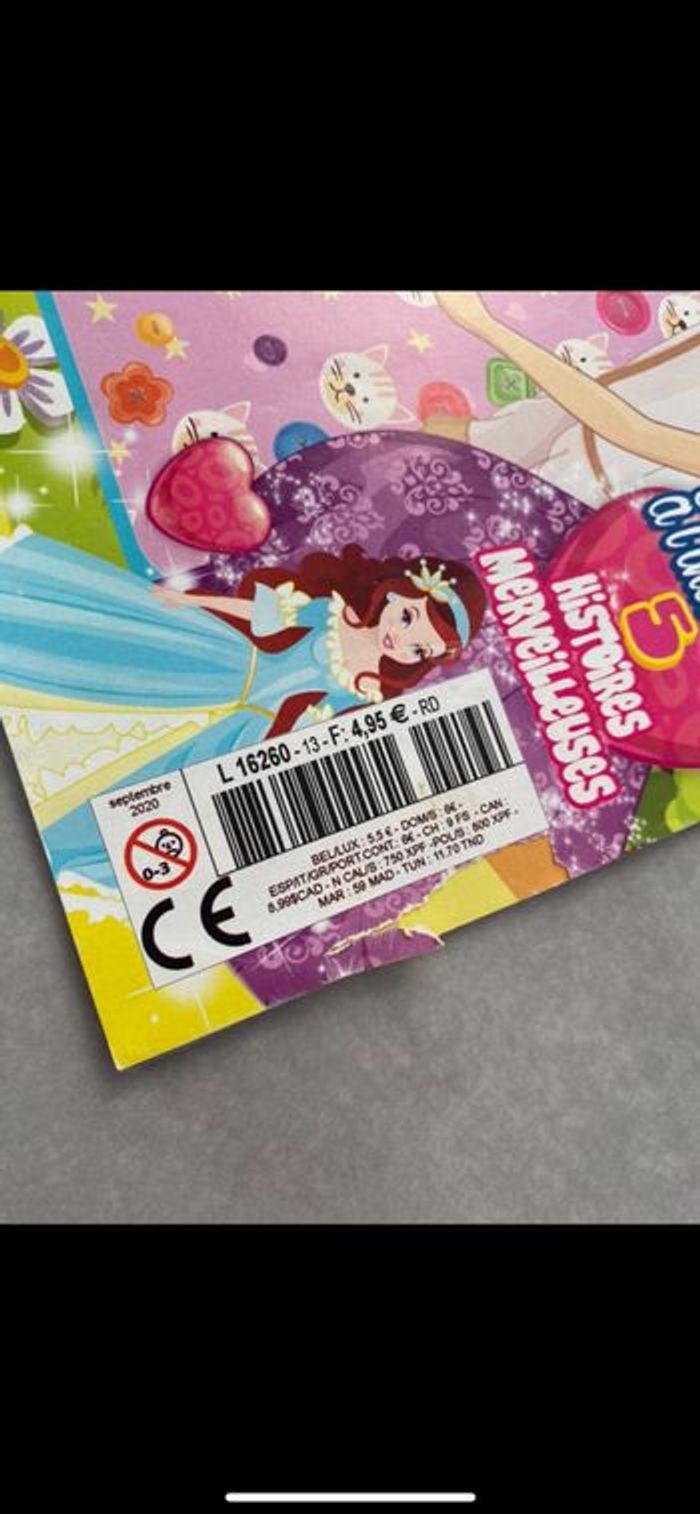 à l'
5
HISTOIRES
MERVEILLEUSES
L 16260 - 13 - F: 4,95 € - RD
septembre
2020
0-3
CE
BEL/LUX : 5,5 € - DOM/S : 6€ -
ESP/IT/GR/PORT.CONT : 6€ - CH : 9 FS - CAN :
8,99$CAD - N CAL/S : 750 XPF - POL/S : 800 XPF -
MAR : 59 MAD - TUN : 11.70 TND